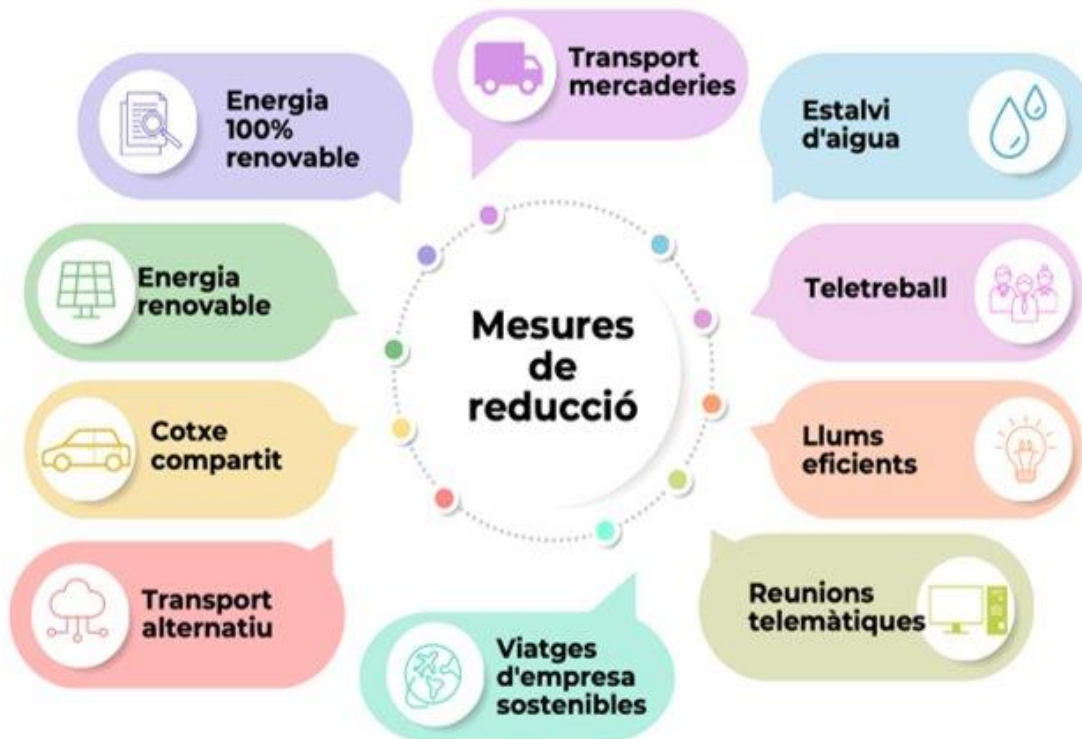 Transport
mercaderies
Energia
100%
renovable
Estalvi
d'aigua
Energia
renovable
Teletreball
Mesures
de
reducció
Cotxe
compartit
Llums
eficients
Transport
alternatiu
Reunions
telemàtiques
Viatges
d'empresa
sostenibles